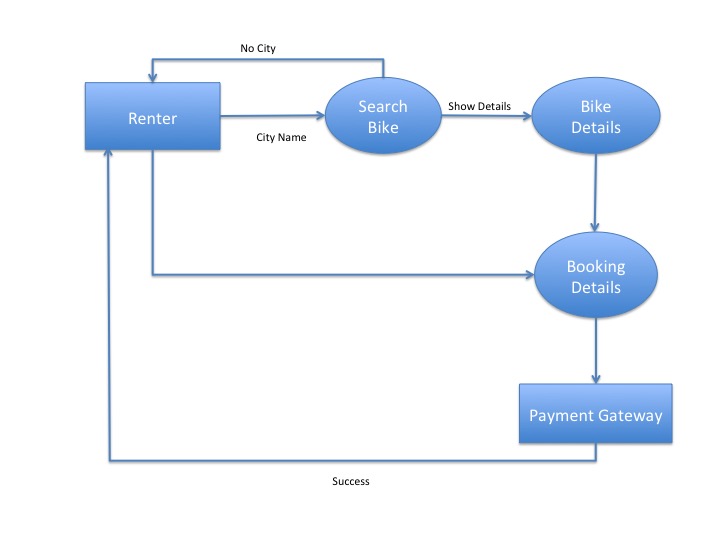 No City
Renter
City Name
Search
Bike
Show Details
Bike
Details
Booking
Details
Payment Gateway
Success